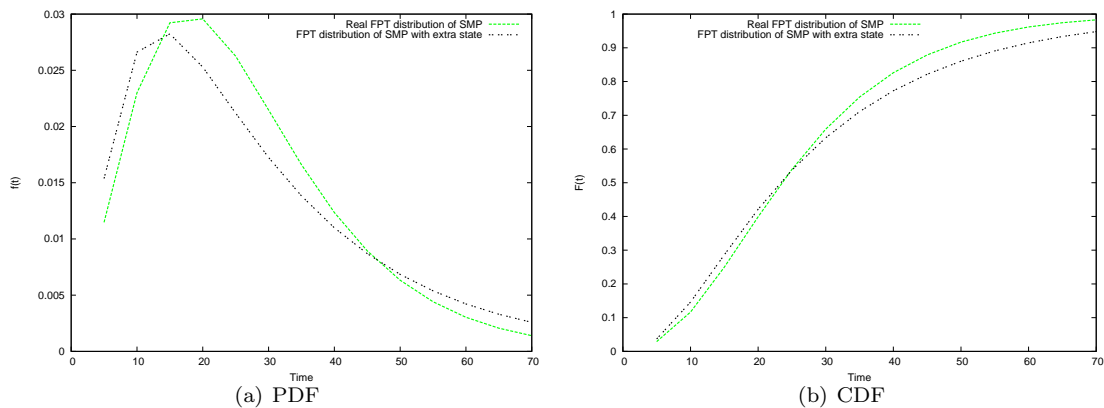 0.03
0.025
0.02
0.015
0.01
0.005
0
f(t)
Real FPT distribution of SMP
FPT distribution of SMP with extra state
0 10 20 30 40 50 60 70
Time
(a) PDF
1
0.9
0.8
0.7
0.6
0.5
0.4
0.3
0.2
0.1
0
F(t)
Real FPT distribution of SMP
FPT distribution of SMP with extra state
0 10 20 30 40 50 60 70
Time
(b) CDF